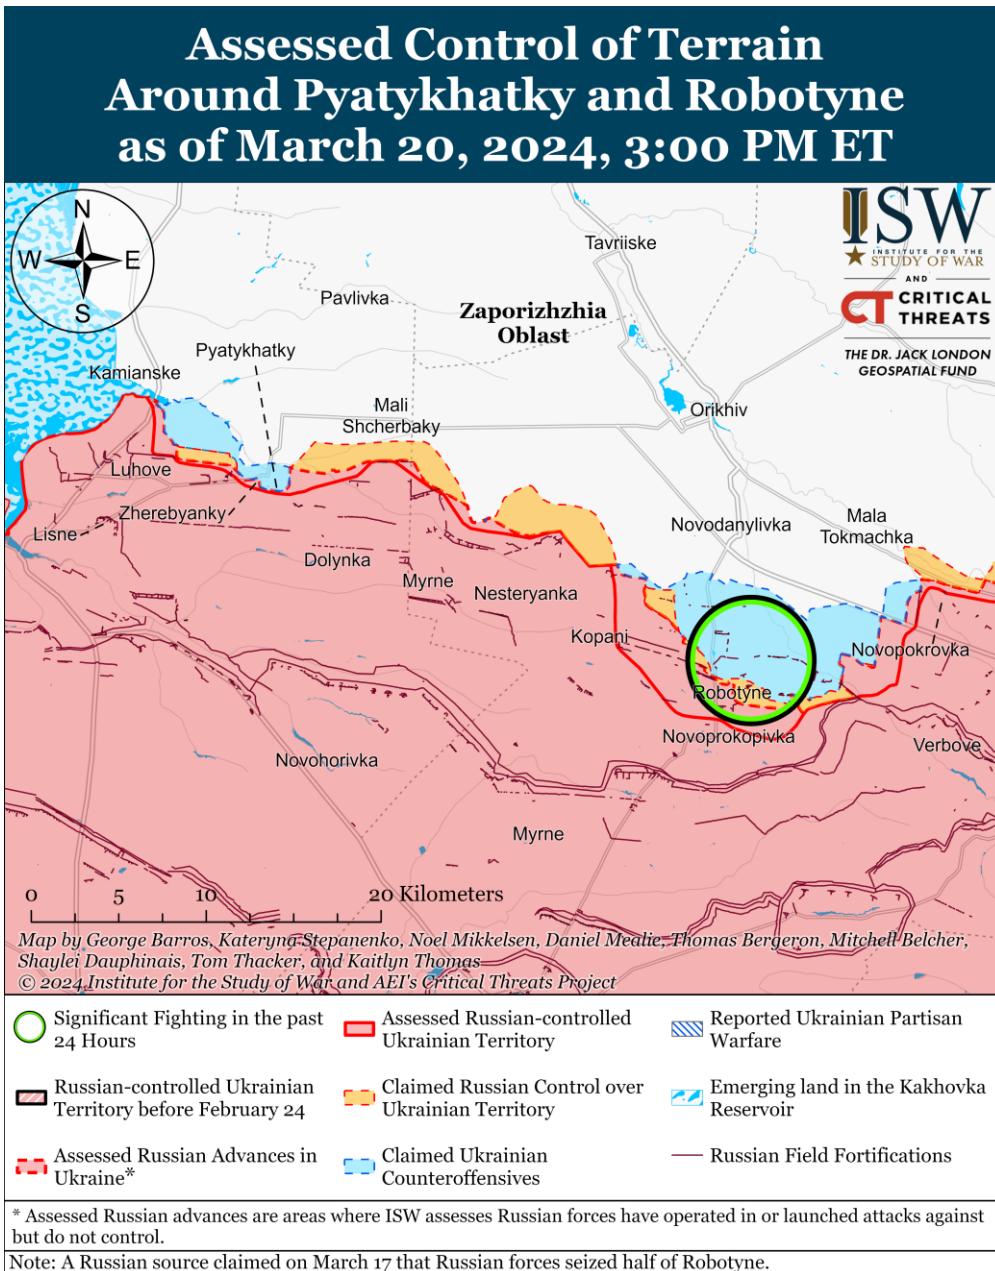 Assessed Control of Terrain
Around Pyatykhatky and Robotyne
as of March 20, 2024, 3:00 PM ET
N
W
E
S
ISW
INSTITUTE FOR THE
STUDY OF WAR
AND
CT CRITICAL
THREATS
THE DR. JACK LONDON
GEOSPATIAL FUND
Tavriiske
Pavlivka
Zaporizhzhia
Oblast
Pyatykhatky
Kamianske
Mali
Shcherbaky
Orikhiv
Luhove
Zherebyanky
Lisne
Novodanylivka
Mala
Tokmachka
Dolynka
Myrne
Nesteryanka
Kopani
Novopokrovka
Robotyne
Novoprokopivka
Verbove
Novohorivka
Myrne
0 5 10 20 Kilometers
Map by George Barros, Kateryna Stepanenko, Noel Mikkelsen, Daniel Mealie, Thomas Bergeron, Mitchell Belcher,
Shaylei Dauphinais, Tom Thacker, and Kaitlyn Thomas
© 2024 Institute for the Study of War and AEI's Critical Threats Project
Significant Fighting in the past
24 Hours
Assessed Russian-controlled
Ukrainian Territory
Reported Ukrainian Partisan
Warfare
Russian-controlled Ukrainian
Territory before February 24
Claimed Russian Control over
Ukrainian Territory
Emerging land in the Kakhovka
Reservoir
Assessed Russian Advances in
Ukraine*
Claimed Ukrainian
Counteroffensives
Russian Field Fortifications
* Assessed Russian advances are areas where ISW assesses Russian forces have operated in or launched attacks against
but do not control.
Note: A Russian source claimed on March 17 that Russian forces seized half of Robotyne.